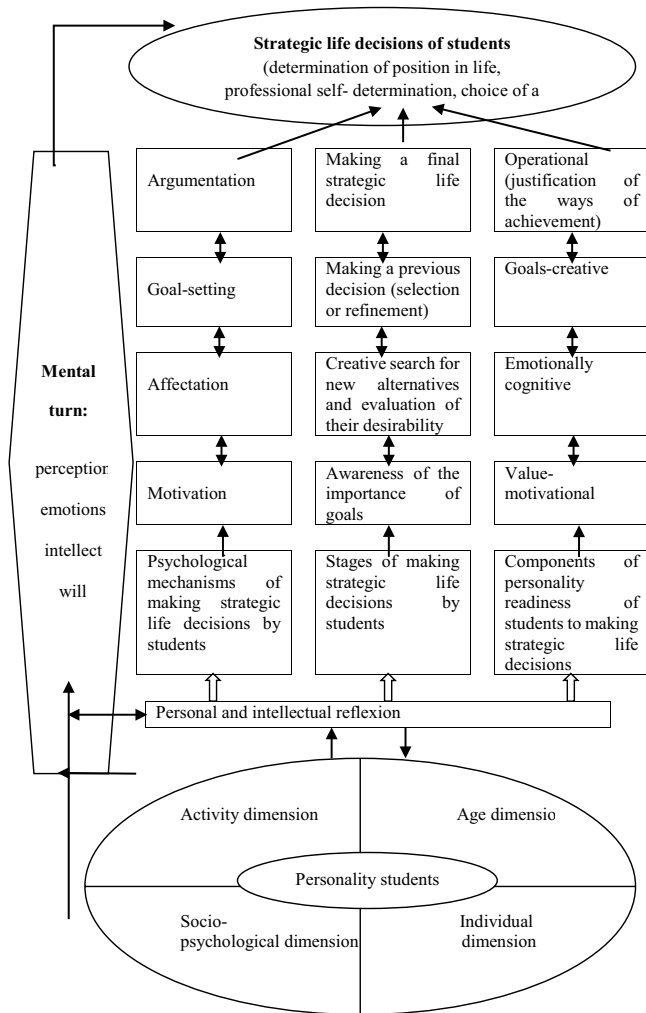 Strategic life decisions of students
(determination of position in life,
professional self- determination, choice of a
Argumentation
Making a final
strategic life
decision
Operational
(justification of
the ways of
achievement)
Goal-setting
Making a previous
decision (selection
or refinement)
Goals-creative
Mental
turn:
perception
emotions
intellect
will
Affectation
Creative search for
new alternatives
and evaluation of
their desirability
Emotionally
cognitive
Motivation
Awareness of the
importance of
goals
Value-
motivational
Psychological
mechanisms of
making strategic
life decisions by
students
Stages of making
strategic life
decisions by
students
Components of
personality
readiness of
students to making
strategic life
decisions
Personal and intellectual reflexion
Activity dimension
Age dimensio
Personality students
Socio-
psychological dimension
Individual
dimension